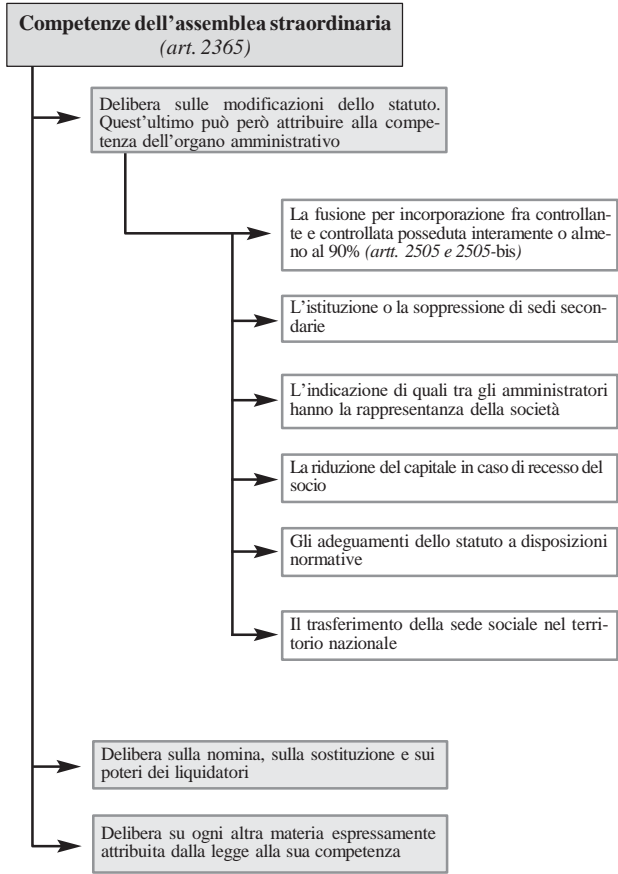 Competenze dell'assemblea straordinaria
(art. 2365)
Delibera sulle modificazioni dello statuto.
Quest'ultimo può però attribuire alla compe-
tenza dell'organo amministrativo
La fusione per incorporazione fra controllan-
te e controllata posseduta interamente o alme-
no al 90% (artt. 2505 e 2505-bis)
L'istituzione o la soppressione di sedi secon-
darie
L'indicazione di quali tra gli amministratori
hanno la rappresentanza della società
La riduzione del capitale in caso di recesso del
socio
Gli adeguamenti dello statuto a disposizioni
normative
Il trasferimento della sede sociale nel terri-
torio nazionale
Delibera sulla nomina, sulla sostituzione e sui
poteri dei liquidatori
Delibera su ogni altra materia espressamente
attribuita dalla legge alla sua competenza